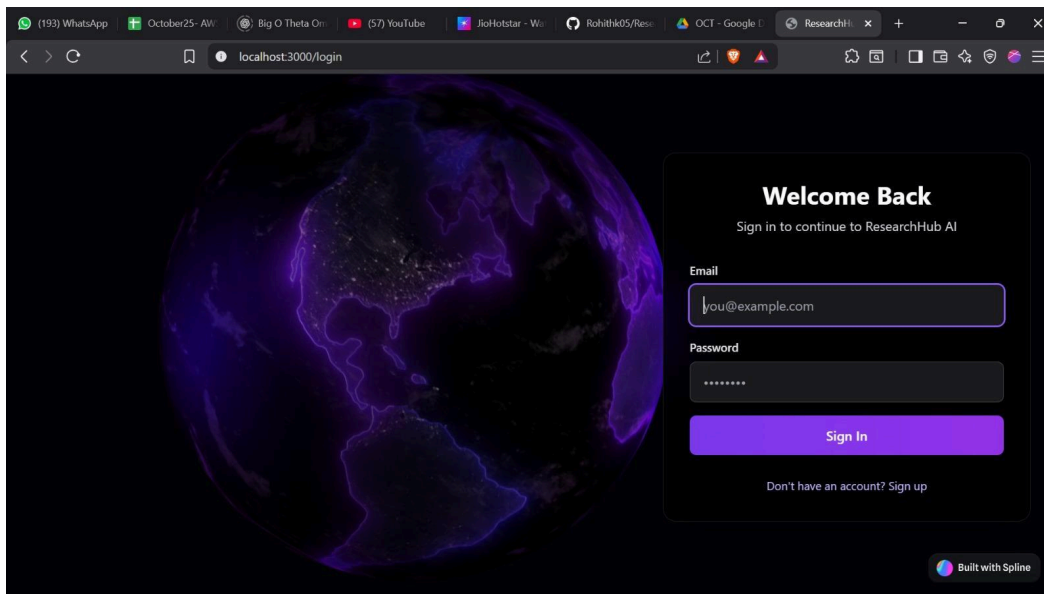 (193) WhatsApp
October25- AW
Big O Theta Om
(57) YouTube
JioHotstar - Wa
Rohithk05/Rese
OCT - Google D
ResearchHu
localhost:3000/login
Welcome Back
Sign in to continue to ResearchHub AI
Email
you@example.com
Password
••••••••
Sign In
Don't have an account? Sign up
Built with Spline